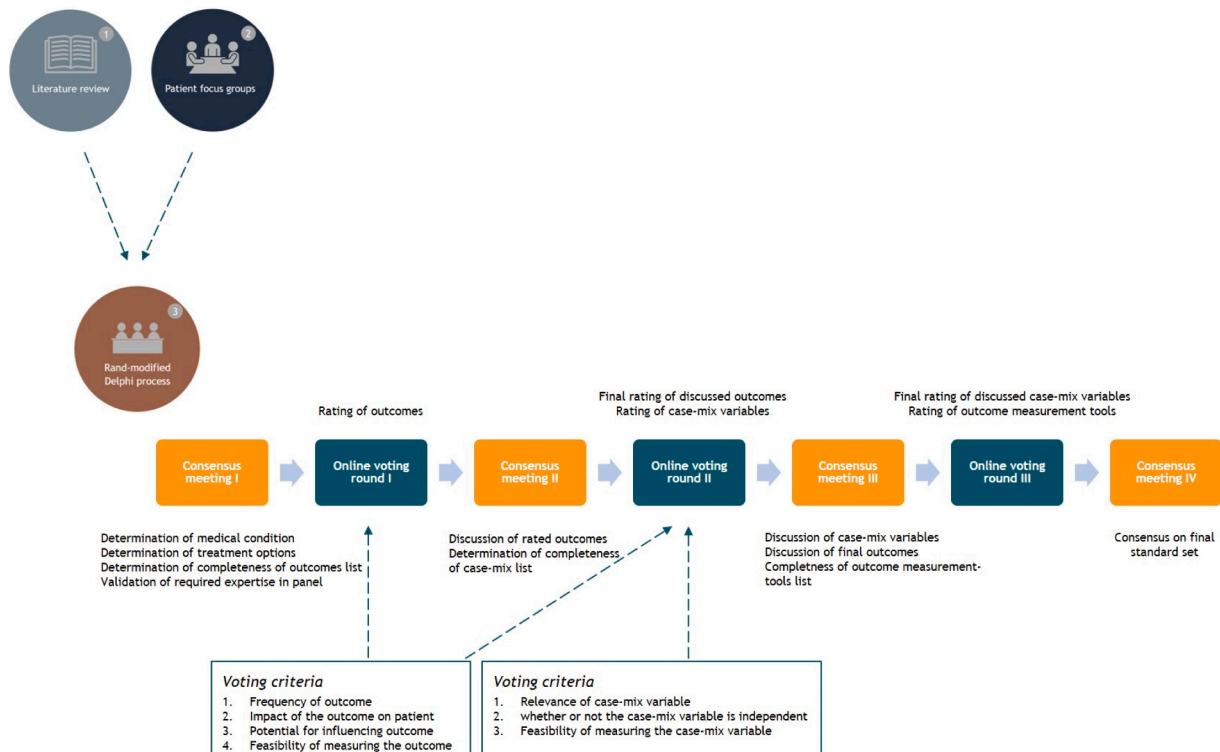 1
Literature review
2
Patient focus groups
3
Rand-modified
Delphi process
Rating of outcomes
Final rating of discussed outcomes
Rating of case-mix variables
Final rating of discussed case-mix variables
Rating of outcome measurement tools
Consensus
meeting I
Online voting
round I
Consensus
meeting II
Online voting
round II
Consensus
meeting III
Online voting
round III
Consensus
meeting IV
Determination of medical condition
Determination of treatment options
Determination of completeness of outcomes list
Validation of required expertise in panel
Discussion of rated outcomes
Determination of completeness
of case-mix list
Discussion of case-mix variables
Discussion of final outcomes
Completness of outcome measurement-
tools list
Consensus on final
standard set
Voting criteria
1. Frequency of outcome
2. Impact of the outcome on patient
3. Potential for influencing outcome
4. Feasibility of measuring the outcome
Voting criteria
1. Relevance of case-mix variable
2. whether or not the case-mix variable is independent
3. Feasibility of measuring the case-mix variable